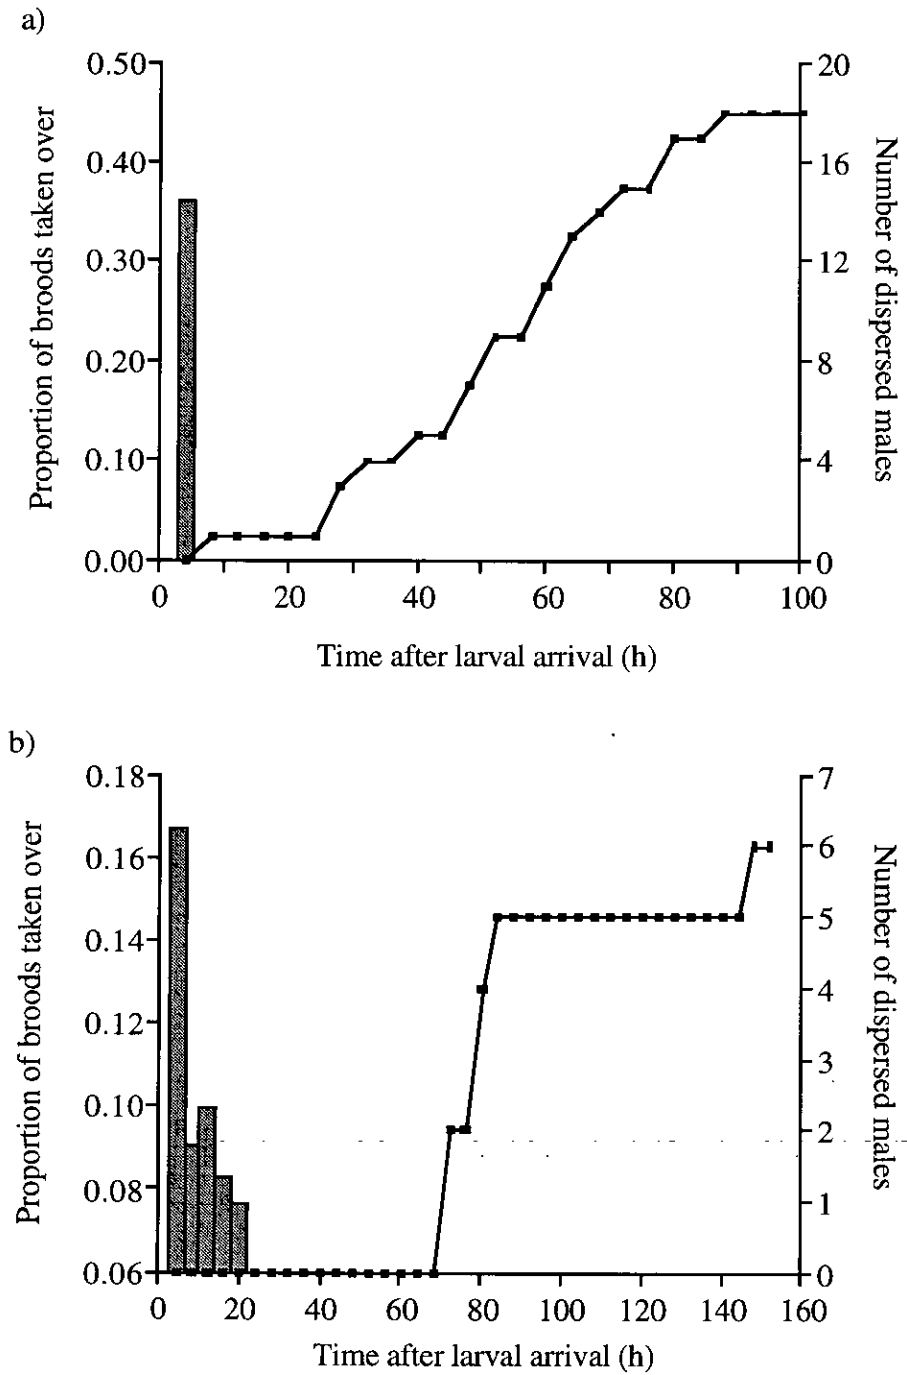 a)
0.50
0.40
0.30
0.20
0.10
0.00
Proportion of broods taken over
20
16
12
8
4
0
Number of dispersed males
0 20 40 60 80 100
Time after larval arrival (h)
b)
0.18
0.16
0.14
0.12
0.10
0.08
0.06
Proportion of broods taken over
7
6
5
4
3
2
1
0
Number of dispersed males
0 20 40 60 80 100 120 140 160
Time after larval arrival (h)